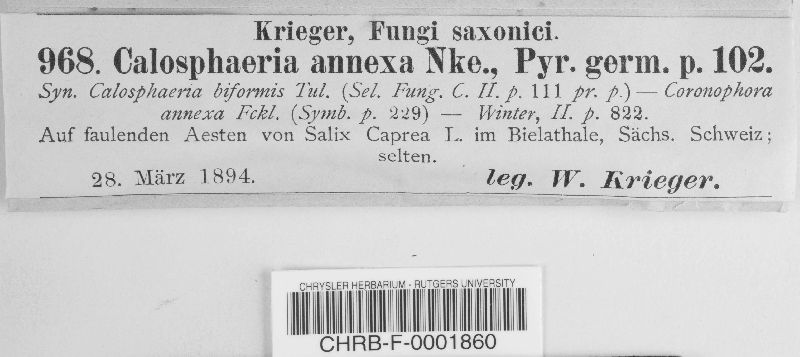 Krieger, Fungi saxonici.
968. Calosphaeria annexa Nke., Pyr. germ. p. 102.
Syn. Calosphaeria biformis Tul. (Sel. Fung. C. II. p. 111 pr. p.) — Coronophora
annexa Fckl. (Symb. p. 229) — Winter, II. p. 822.
Auf faulenden Aesten von Salix Caprea L. im Bielathale, Sächs. Schweiz;
selten.
28. März 1894. leg. W. Krieger.
CHRYSLER HERBARIUM - RUTGERS UNIVERSITY
CHRB-F-0001860